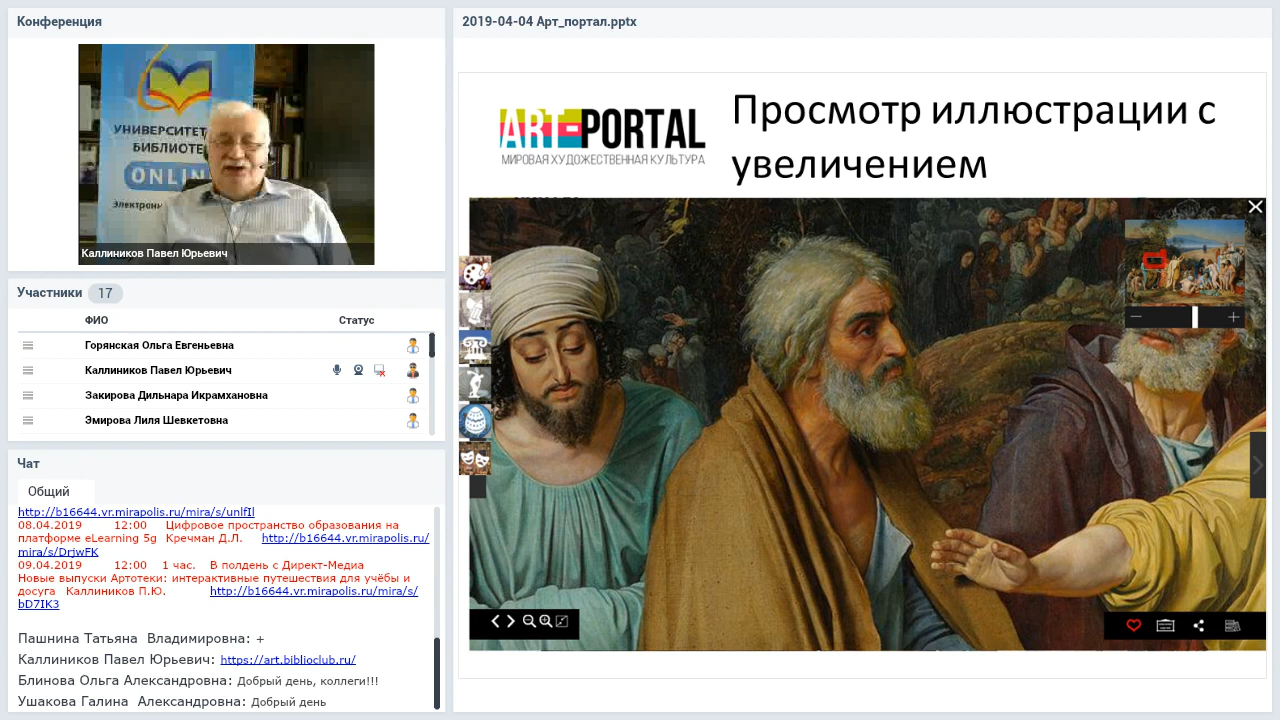 Конференция
УНИВЕРСИТЕТ
БИБЛИОТЕ
ONLIN
Электронн
Каллиников Павел Юрьевич
Участники 17
ФИО Статус
Горянская Ольга Евгеньевна
Каллиников Павел Юрьевич
Закирова Дильнара Икрамхановна
Эмирова Лиля Шевкетовна
Чат
Общий
http://b16644.vr.mirapolis.ru/mira/s/unlfIl
08.04.2019 12:00 Цифровое пространство образования на
платформе eLearning 5g Кречман Д.Л. http://b16644.vr.mirapolis.ru/
mira/s/DrjwFK
09.04.2019 12:00 1 час. В полдень с Директ-Медиа
Новые выпуски Артотеки: интерактивные путешествия для учёбы и
досуга Каллиников П.Ю. http://b16644.vr.mirapolis.ru/mira/s/
bD7IK3
Пашнина Татьяна Владимировна: +
Каллиников Павел Юрьевич: https://art.biblioclub.ru/
Блинова Ольга Александровна: Добрый день, коллеги!!!
Ушакова Галина Александровна: Добрый день
2019-04-04 Арт_портал.pptx
ART-PORTAL
МИРОВАЯ ХУДОЖЕСТВЕННАЯ КУЛЬТУРА
Просмотр иллюстрации с
увеличением